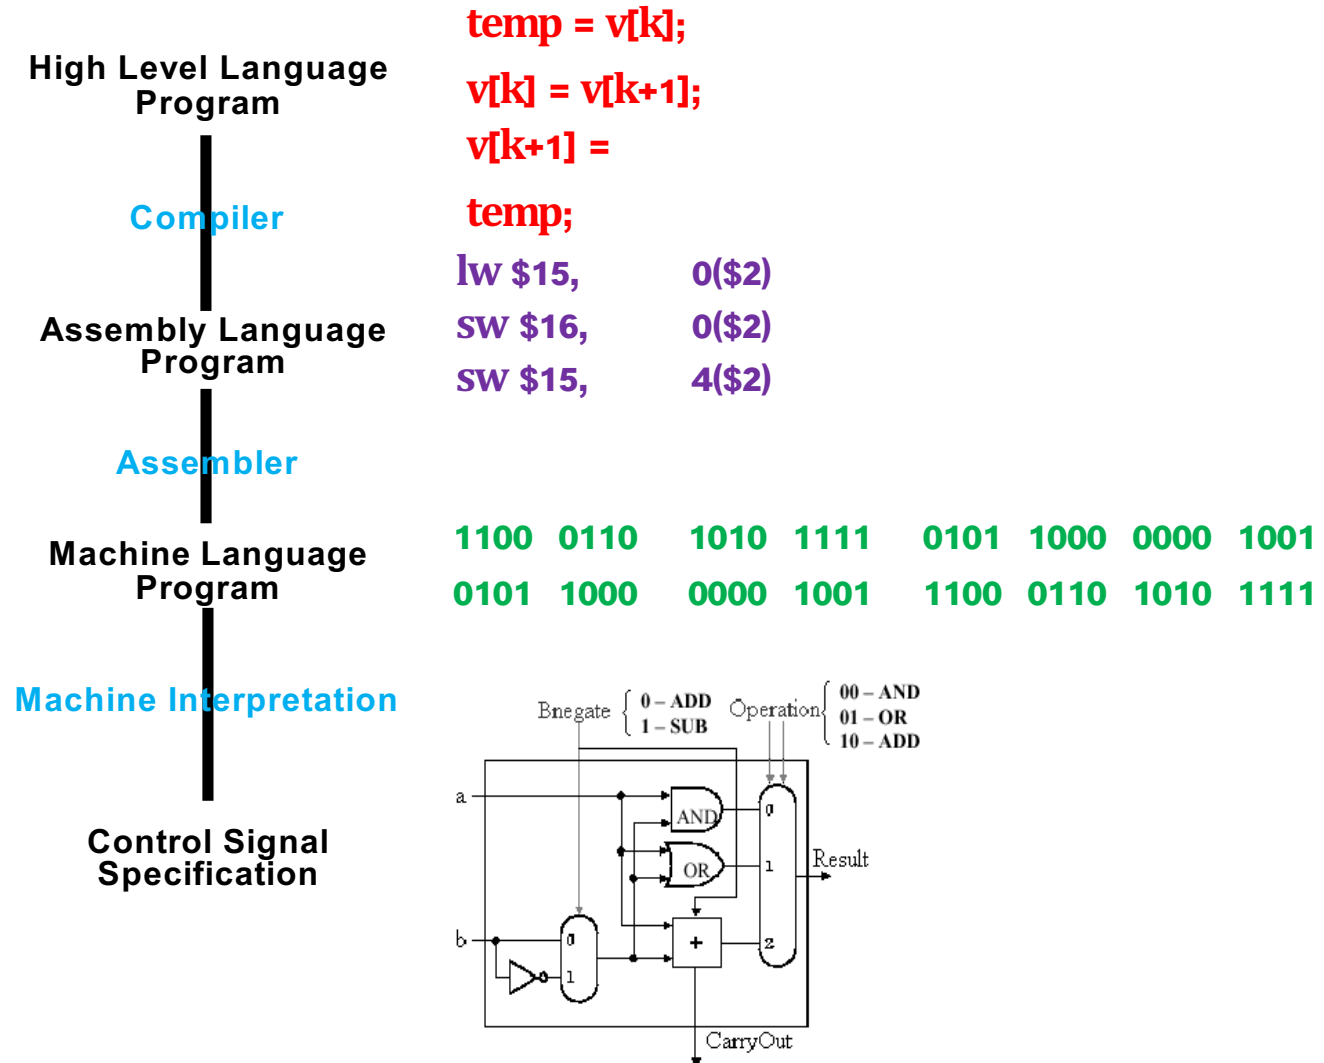 temp = v[k];
High Level Language
Program
v[k] = v[k+1];
v[k+1] =
Compiler
temp;
lw $15, 0($2)
Assembly Language
Program
sw $16, 0($2)
sw $15, 4($2)
Assembler
Machine Language
Program
1100 0110 1010 1111 0101 1000 0000 1001
0101 1000 0000 1001 1100 0110 1010 1111
Machine Interpretation
Bnegate { 0 – ADD
1 – SUB
Operation { 00 – AND
01 – OR
10 – ADD
Control Signal
Specification
a
AND
0
OR
1
Result
+
2
b
0
1
CarryOut